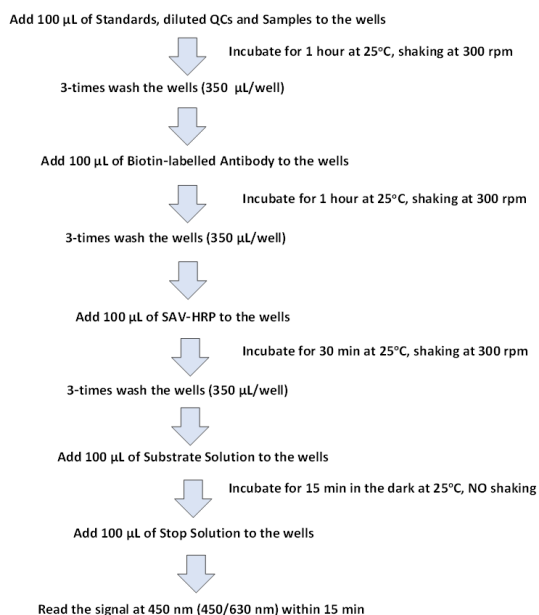 Add 100 µL of Standards, diluted QCs and Samples to the wells
Incubate for 1 hour at 25°C, shaking at 300 rpm
3-times wash the wells (350 µL/well)
Add 100 µL of Biotin-labelled Antibody to the wells
Incubate for 1 hour at 25°C, shaking at 300 rpm
3-times wash the wells (350 µL/well)
Add 100 µL of SAV-HRP to the wells
Incubate for 30 min at 25°C, shaking at 300 rpm
3-times wash the wells (350 µL/well)
Add 100 µL of Substrate Solution to the wells
Incubate for 15 min in the dark at 25°C, NO shaking
Add 100 µL of Stop Solution to the wells
Read the signal at 450 nm (450/630 nm) within 15 min